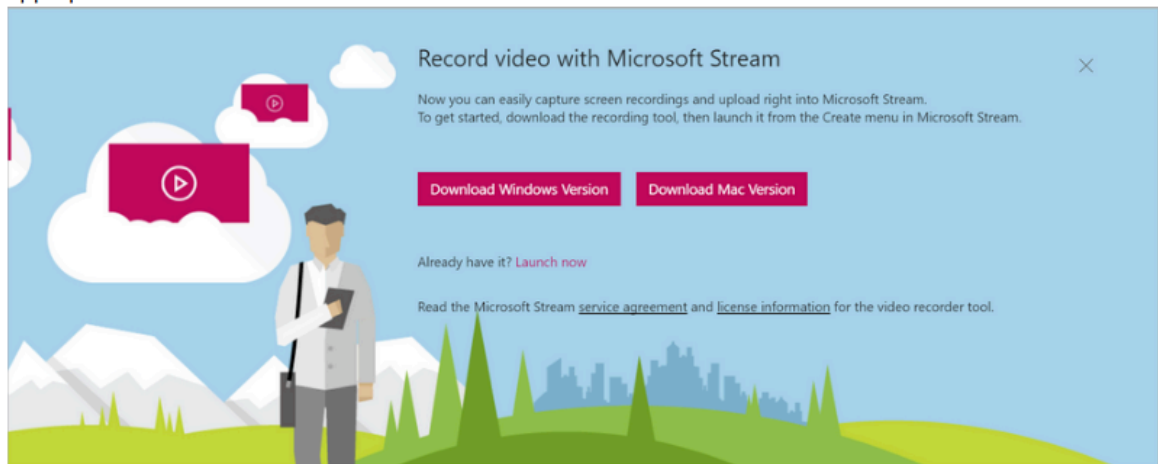 Record video with Microsoft Stream
Now you can easily capture screen recordings and upload right into Microsoft Stream.
To get started, download the recording tool, then launch it from the Create menu in Microsoft Stream.
Download Windows Version Download Mac Version
Already have it? Launch now
Read the Microsoft Stream service agreement and license information for the video recorder tool.